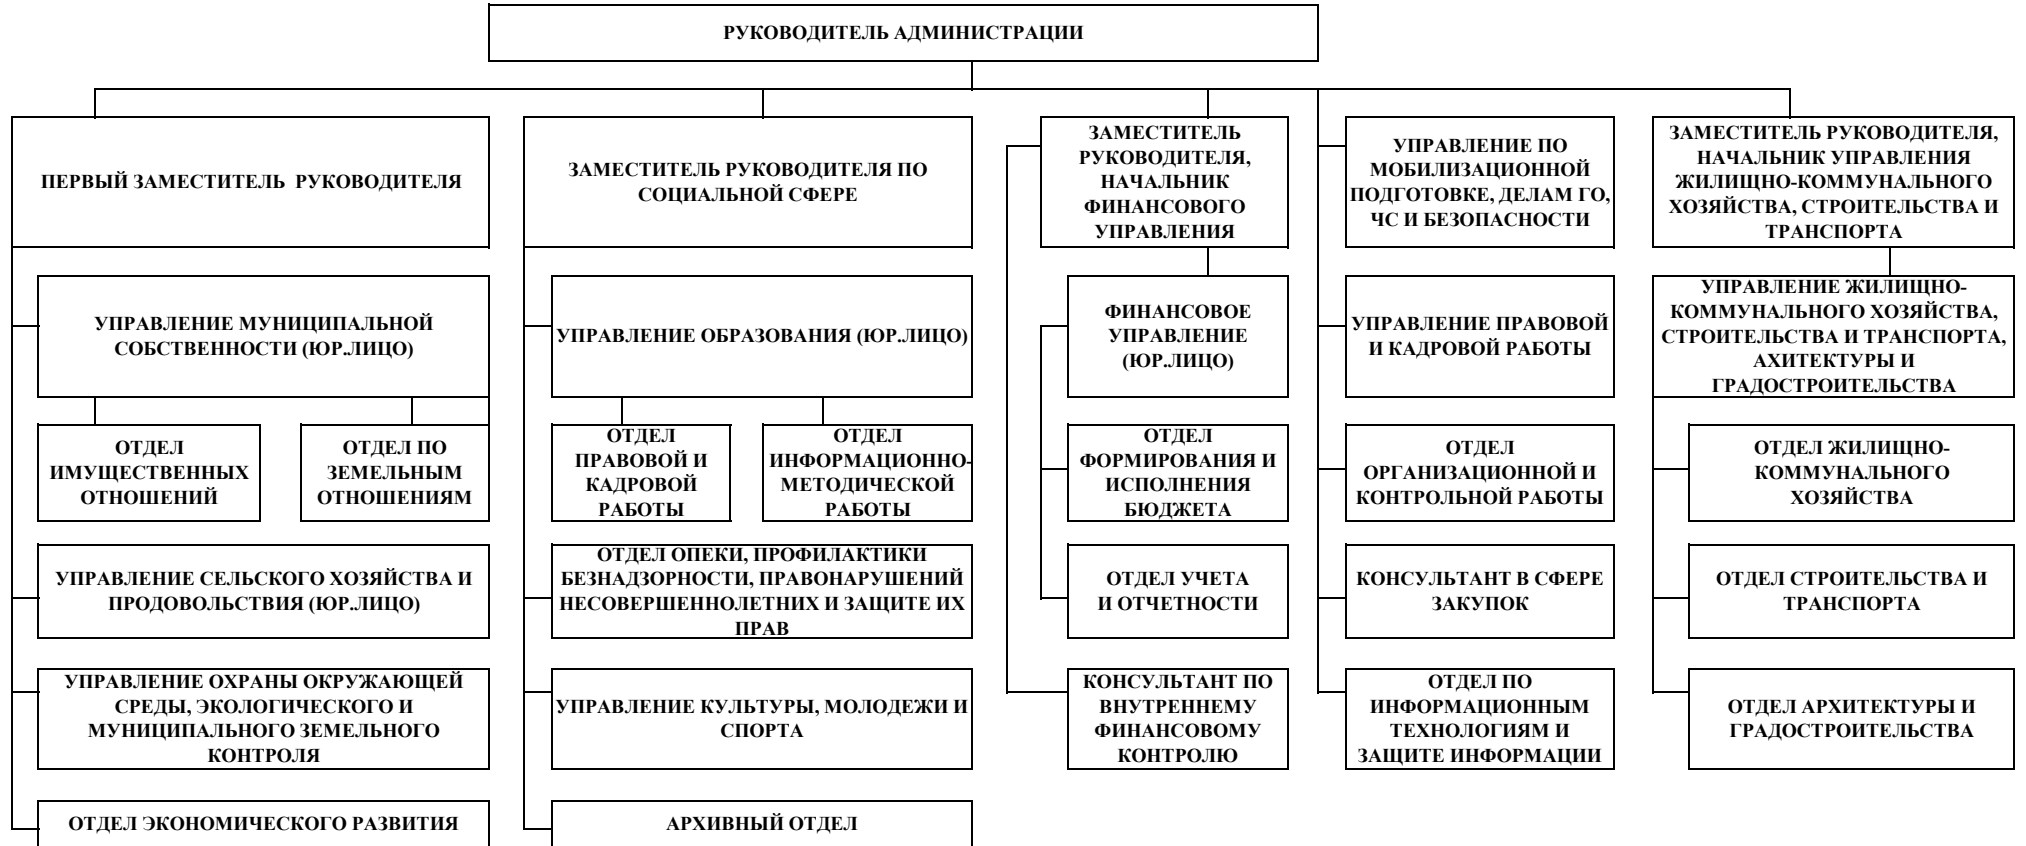 РУКОВОДИТЕЛЬ АДМИНИСТРАЦИИ
ПЕРВЫЙ ЗАМЕСТИТЕЛЬ РУКОВОДИТЕЛЯ
ЗАМЕСТИТЕЛЬ РУКОВОДИТЕЛЯ ПО
СОЦИАЛЬНОЙ СФЕРЕ
ЗАМЕСТИТЕЛЬ
РУКОВОДИТЕЛЯ,
НАЧАЛЬНИК
ФИНАНСОВОГО
УПРАВЛЕНИЯ
УПРАВЛЕНИЕ ПО
МОБИЛИЗАЦИОННОЙ
ПОДГОТОВКЕ, ДЕЛАМ ГО,
ЧС И БЕЗОПАСНОСТИ
ЗАМЕСТИТЕЛЬ РУКОВОДИТЕЛЯ,
НАЧАЛЬНИК УПРАВЛЕНИЯ
ЖИЛИЩНО-КОММУНАЛЬНОГО
ХОЗЯЙСТВА, СТРОИТЕЛЬСТВА И
ТРАНСПОРТА
УПРАВЛЕНИЕ МУНИЦИПАЛЬНОЙ
СОБСТВЕННОСТИ (ЮР.ЛИЦО)
УПРАВЛЕНИЕ ОБРАЗОВАНИЯ (ЮР.ЛИЦО)
ФИНАНСОВОЕ
УПРАВЛЕНИЕ
(ЮР.ЛИЦО)
УПРАВЛЕНИЕ ПРАВОВОЙ
И КАДРОВОЙ РАБОТЫ
УПРАВЛЕНИЕ ЖИЛИЩНО-
КОММУНАЛЬНОГО ХОЗЯЙСТВА,
СТРОИТЕЛЬСТВА И ТРАНСПОРТА,
АХИТЕКТУРЫ И
ГРАДОСТРОИТЕЛЬСТВА
ОТДЕЛ
ИМУЩЕСТВЕННЫХ
ОТНОШЕНИЙ
ОТДЕЛ ПО
ЗЕМЕЛЬНЫМ
ОТНОШЕНИЯМ
ОТДЕЛ
ПРАВОВОЙ И
КАДРОВОЙ
РАБОТЫ
ОТДЕЛ
ИНФОРМАЦИОННО-
МЕТОДИЧЕСКОЙ
РАБОТЫ
ОТДЕЛ
ФОРМИРОВАНИЯ И
ИСПОЛНЕНИЯ
БЮДЖЕТА
ОТДЕЛ
ОРГАНИЗАЦИОННОЙ И
КОНТРОЛЬНОЙ РАБОТЫ
ОТДЕЛ ЖИЛИЩНО-
КОММУНАЛЬНОГО
ХОЗЯЙСТВА
УПРАВЛЕНИЕ СЕЛЬСКОГО ХОЗЯЙСТВА И
ПРОДОВОЛЬСТВИЯ (ЮР.ЛИЦО)
ОТДЕЛ ОПЕКИ, ПРОФИЛАКТИКИ
БЕЗНАДЗОРНОСТИ, ПРАВОНАРУШЕНИЙ
НЕСОВЕРШЕННОЛЕТНИХ И ЗАЩИТЕ ИХ
ПРАВ
ОТДЕЛ УЧЕТА
И ОТЧЕТНОСТИ
КОНСУЛЬТАНТ В СФЕРЕ
ЗАКУПОК
ОТДЕЛ СТРОИТЕЛЬСТВА И
ТРАНСПОРТА
УПРАВЛЕНИЕ ОХРАНЫ ОКРУЖАЮЩЕЙ
СРЕДЫ, ЭКОЛОГИЧЕСКОГО И
МУНИЦИПАЛЬНОГО ЗЕМЕЛЬНОГО
КОНТРОЛЯ
УПРАВЛЕНИЕ КУЛЬТУРЫ, МОЛОДЕЖИ И
СПОРТА
КОНСУЛЬТАНТ ПО
ВНУТРЕННЕМУ
ФИНАНСОВОМУ
КОНТРОЛЮ
ОТДЕЛ ПО
ИНФОРМАЦИОННЫМ
ТЕХНОЛОГИЯМ И
ЗАЩИТЕ ИНФОРМАЦИИ
ОТДЕЛ АРХИТЕКТУРЫ И
ГРАДОСТРОИТЕЛЬСТВА
ОТДЕЛ ЭКОНОМИЧЕСКОГО РАЗВИТИЯ
АРХИВНЫЙ ОТДЕЛ